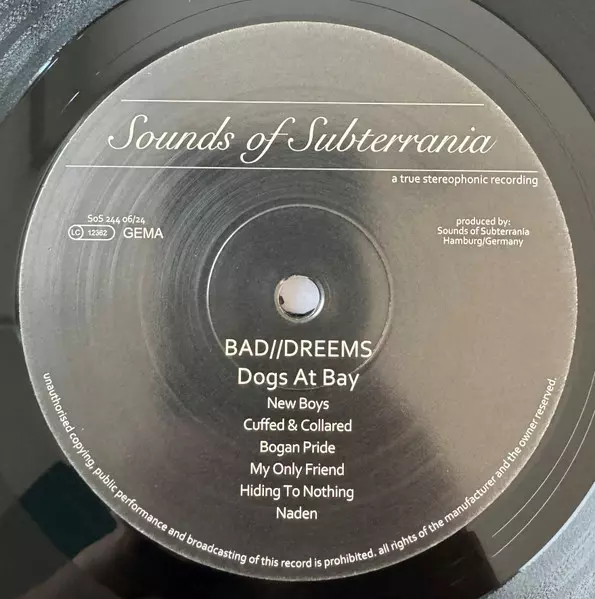 Sounds of Subterrania
a true stereophonic recording
SoS 244 06/24
LC 12362 GEMA
produced by:
Sounds of Subterrania
Hamburg/Germany
BAD//DREEMS
Dogs At Bay
New Boys
Cuffed & Collared
Bogan Pride
My Only Friend
Hiding To Nothing
Naden
unauthorised copying, public performance and broadcasting of this record is prohibited. all rights of the manufacturer and the owner reserved.